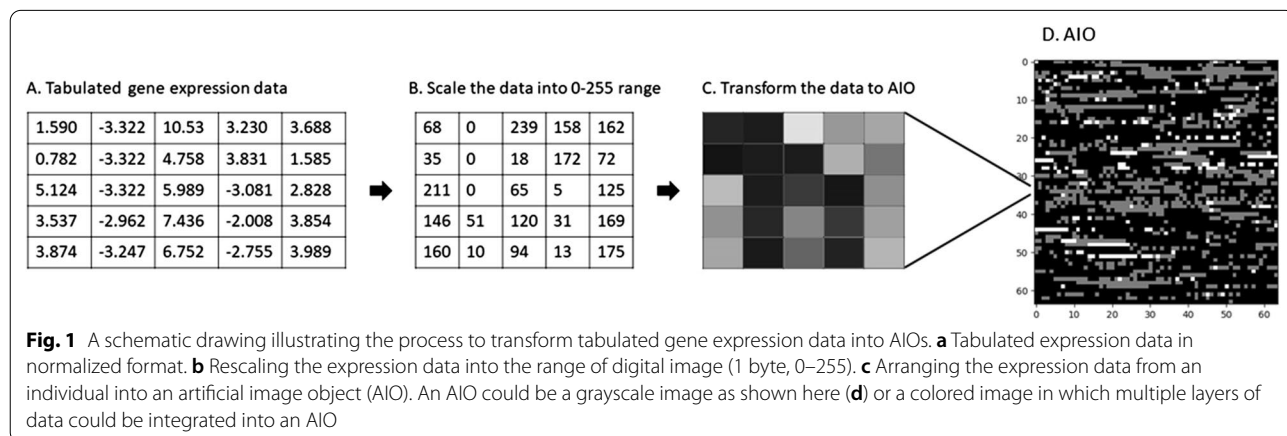 D. AIO
A. Tabulated gene expression data
B. Scale the data into 0-255 range
C. Transform the data to AIO
1.590 -3.322 10.53 3.230 3.688
0.782 -3.322 4.758 3.831 1.585
5.124 -3.322 5.989 -3.081 2.828
3.537 -2.962 7.436 -2.008 3.854
3.874 -3.247 6.752 -2.755 3.989
68 0 239 158 162
35 0 18 172 72
211 0 65 5 125
146 51 120 31 169
160 10 94 13 175
0
10
20
30
40
50
60
0 10 20 30 40 50 60
Fig. 1 A schematic drawing illustrating the process to transform tabulated gene expression data into AIOs. a Tabulated expression data in
normalized format. b Rescaling the expression data into the range of digital image (1 byte, 0–255). c Arranging the expression data from an
individual into an artificial image object (AIO). An AIO could be a grayscale image as shown here (d) or a colored image in which multiple layers of
data could be integrated into an AIO